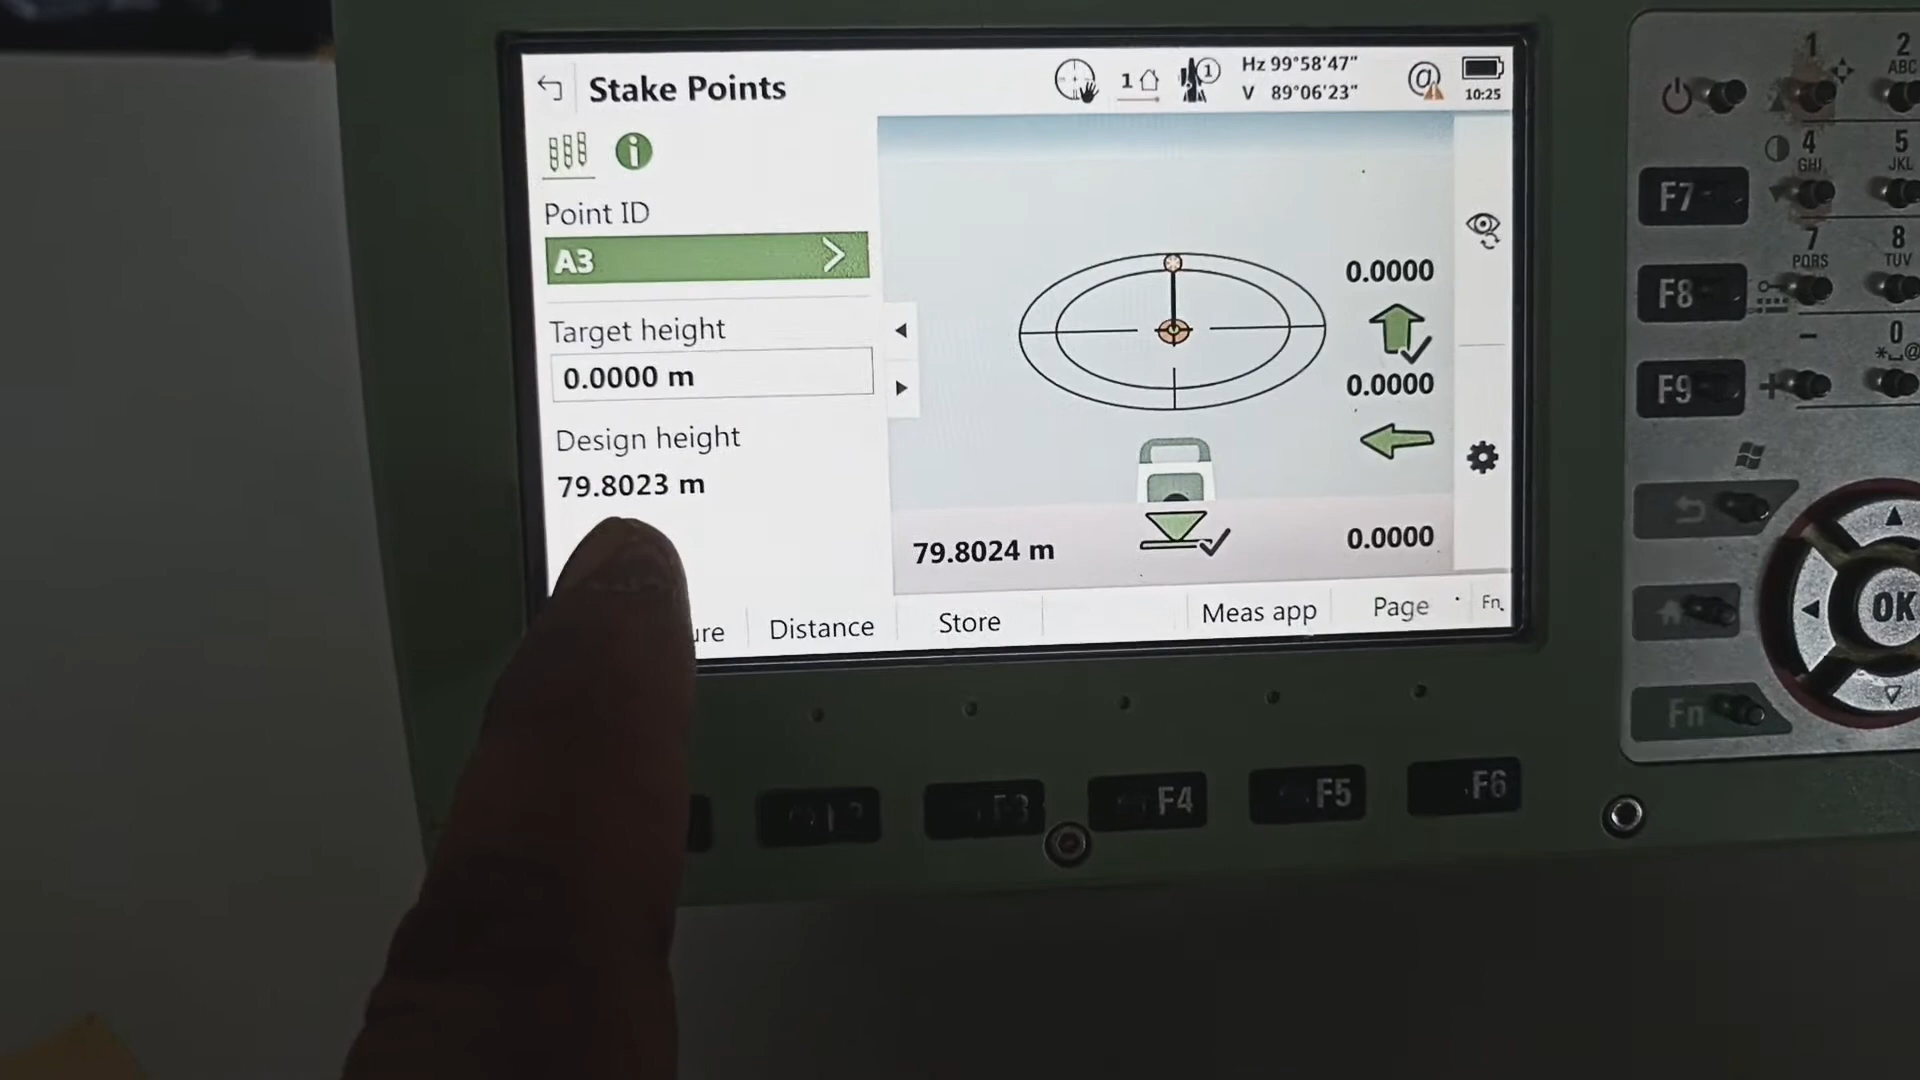 Stake Points
1
1
Hz 99°58'47"
V 89°06'23"
@
10:25
i
Point ID
A3
Target height
0.0000 m
Design height
79.8023 m
0.0000
0.0000
79.8024 m
0.0000
Distance
Store
Meas app
Page
Fn
F3
F4
F5
F6
F7
F8
F9
1
2
ABC
4
GHI
5
JKL
7
PQRS
8
TUV
-
0
*␣@
+
OK
Fn